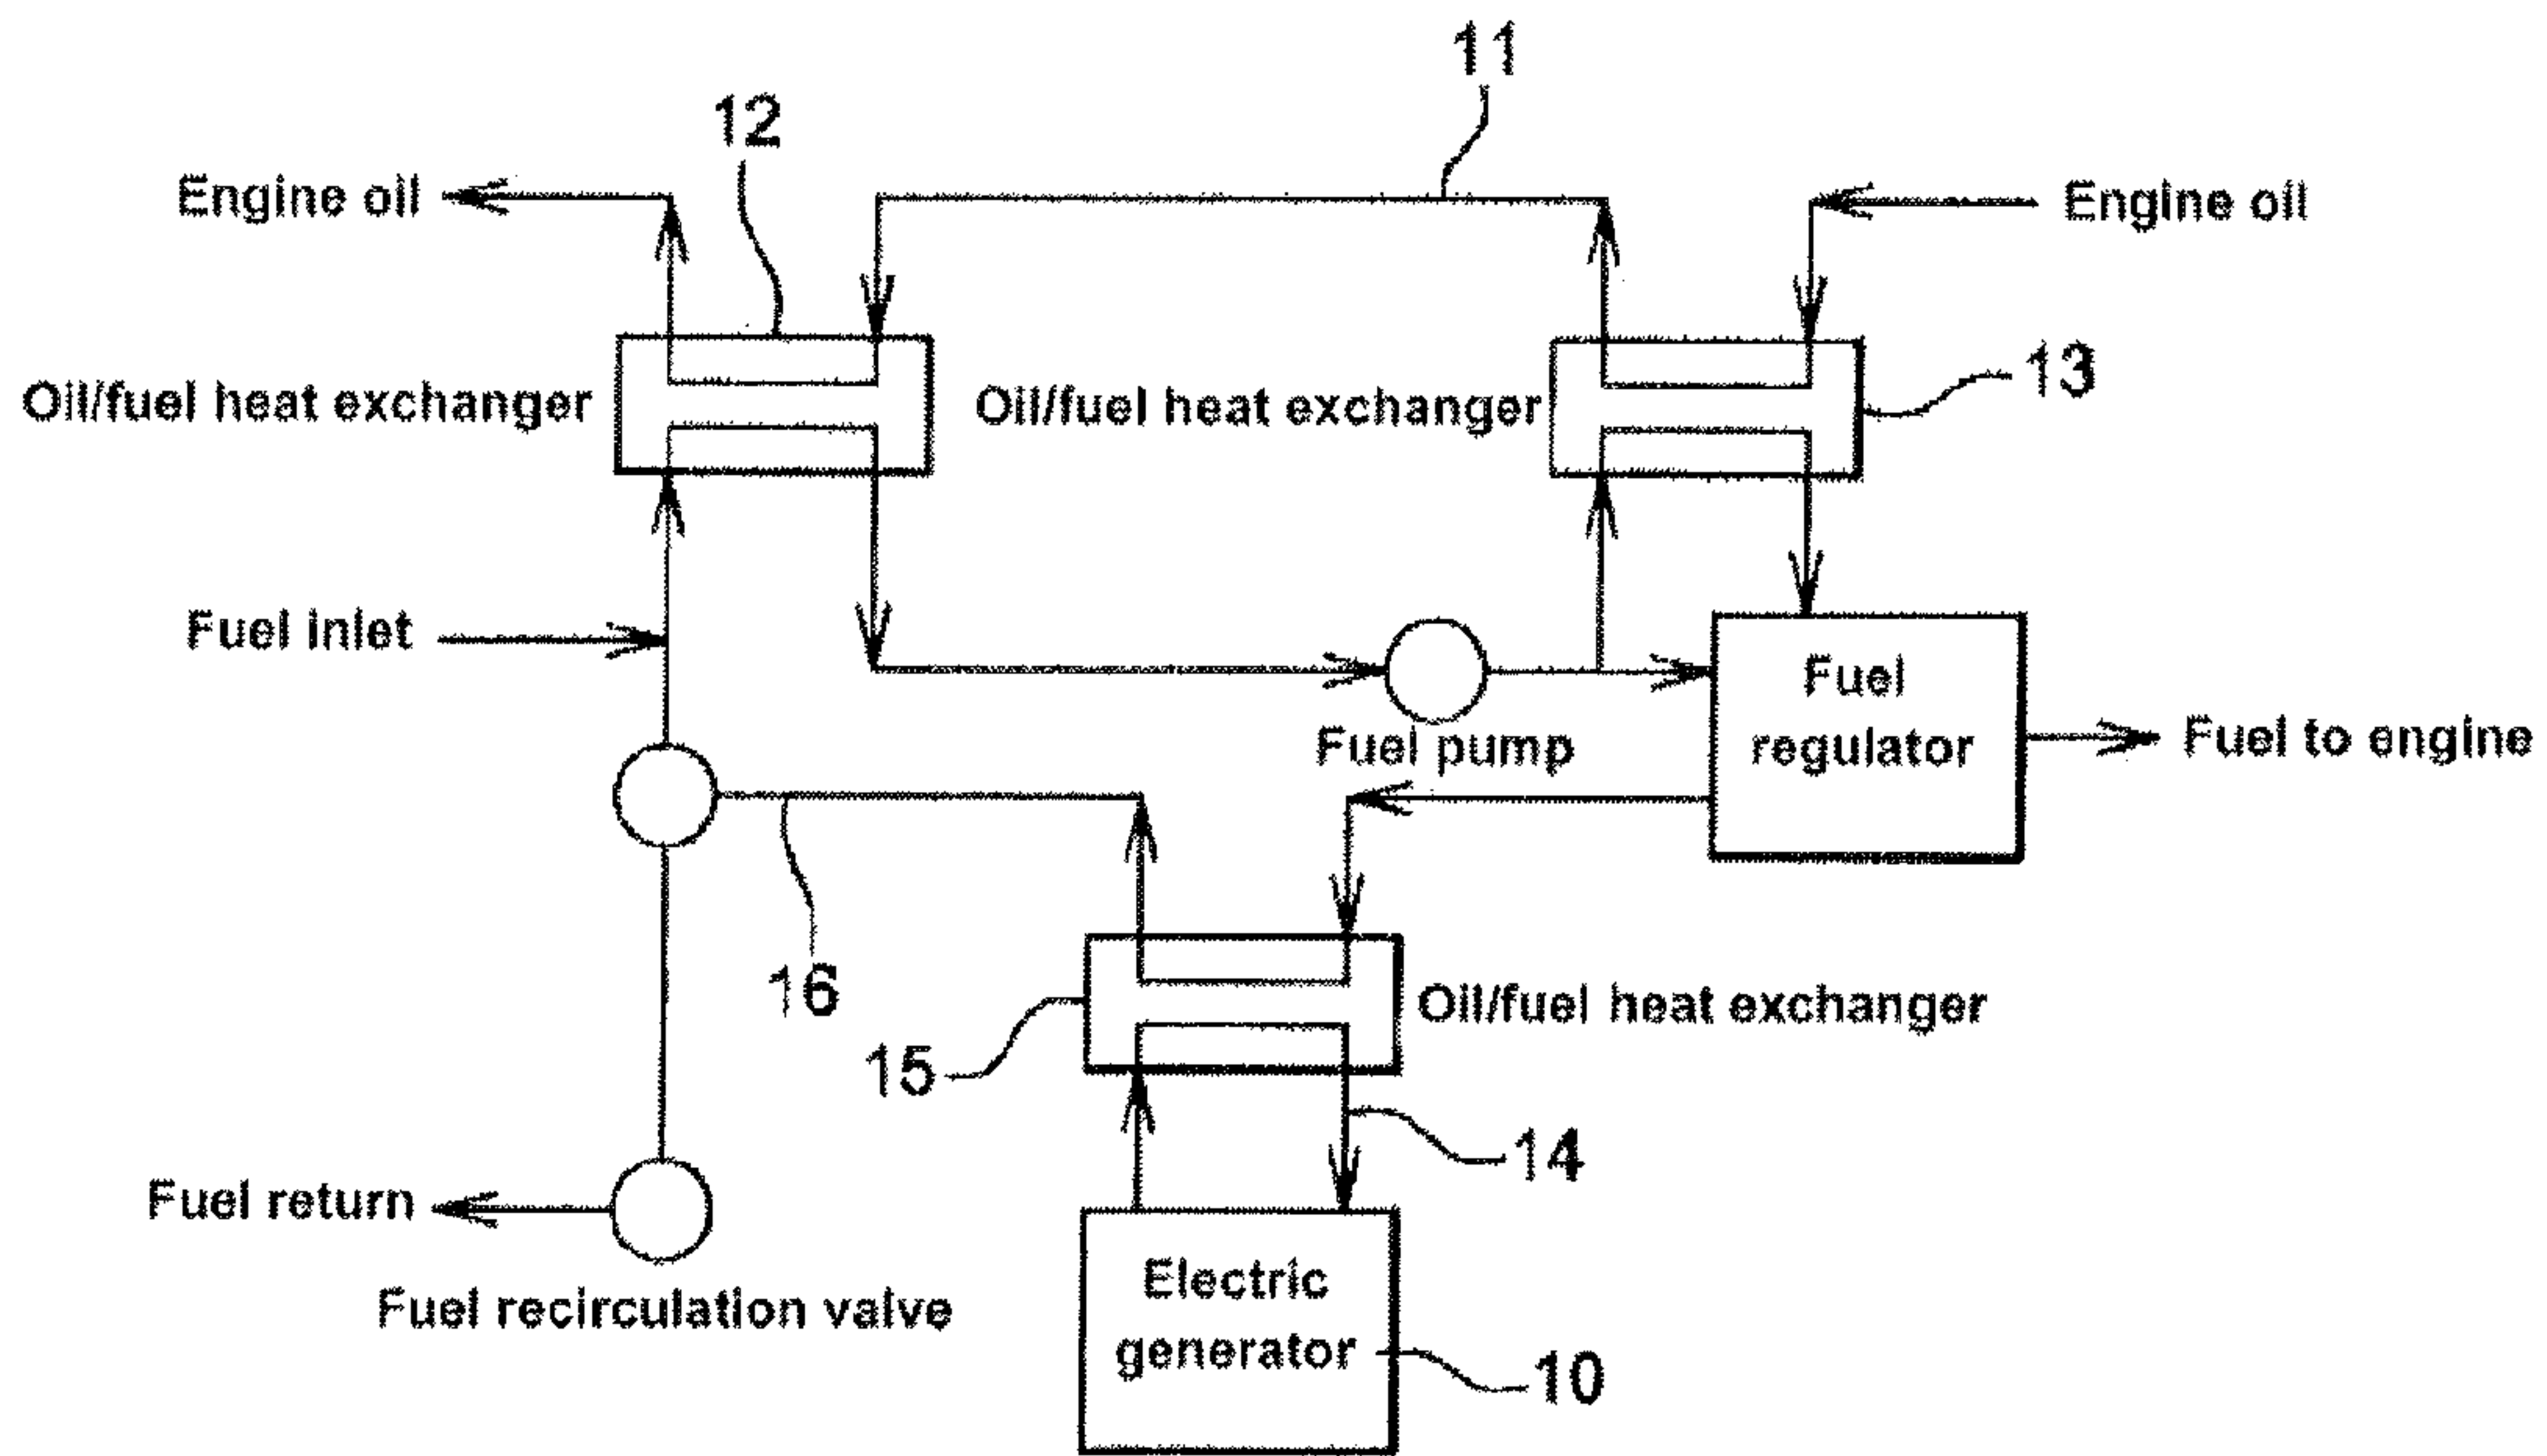 11
12
Engine oil
Engine oil
13
Oil/fuel heat exchanger
Oil/fuel heat exchanger
Fuel inlet
Fuel
regulator
Fuel pump
Fuel to engine
16
Oil/fuel heat exchanger
15
14
Fuel return
Electric
generator
Fuel recirculation valve
10